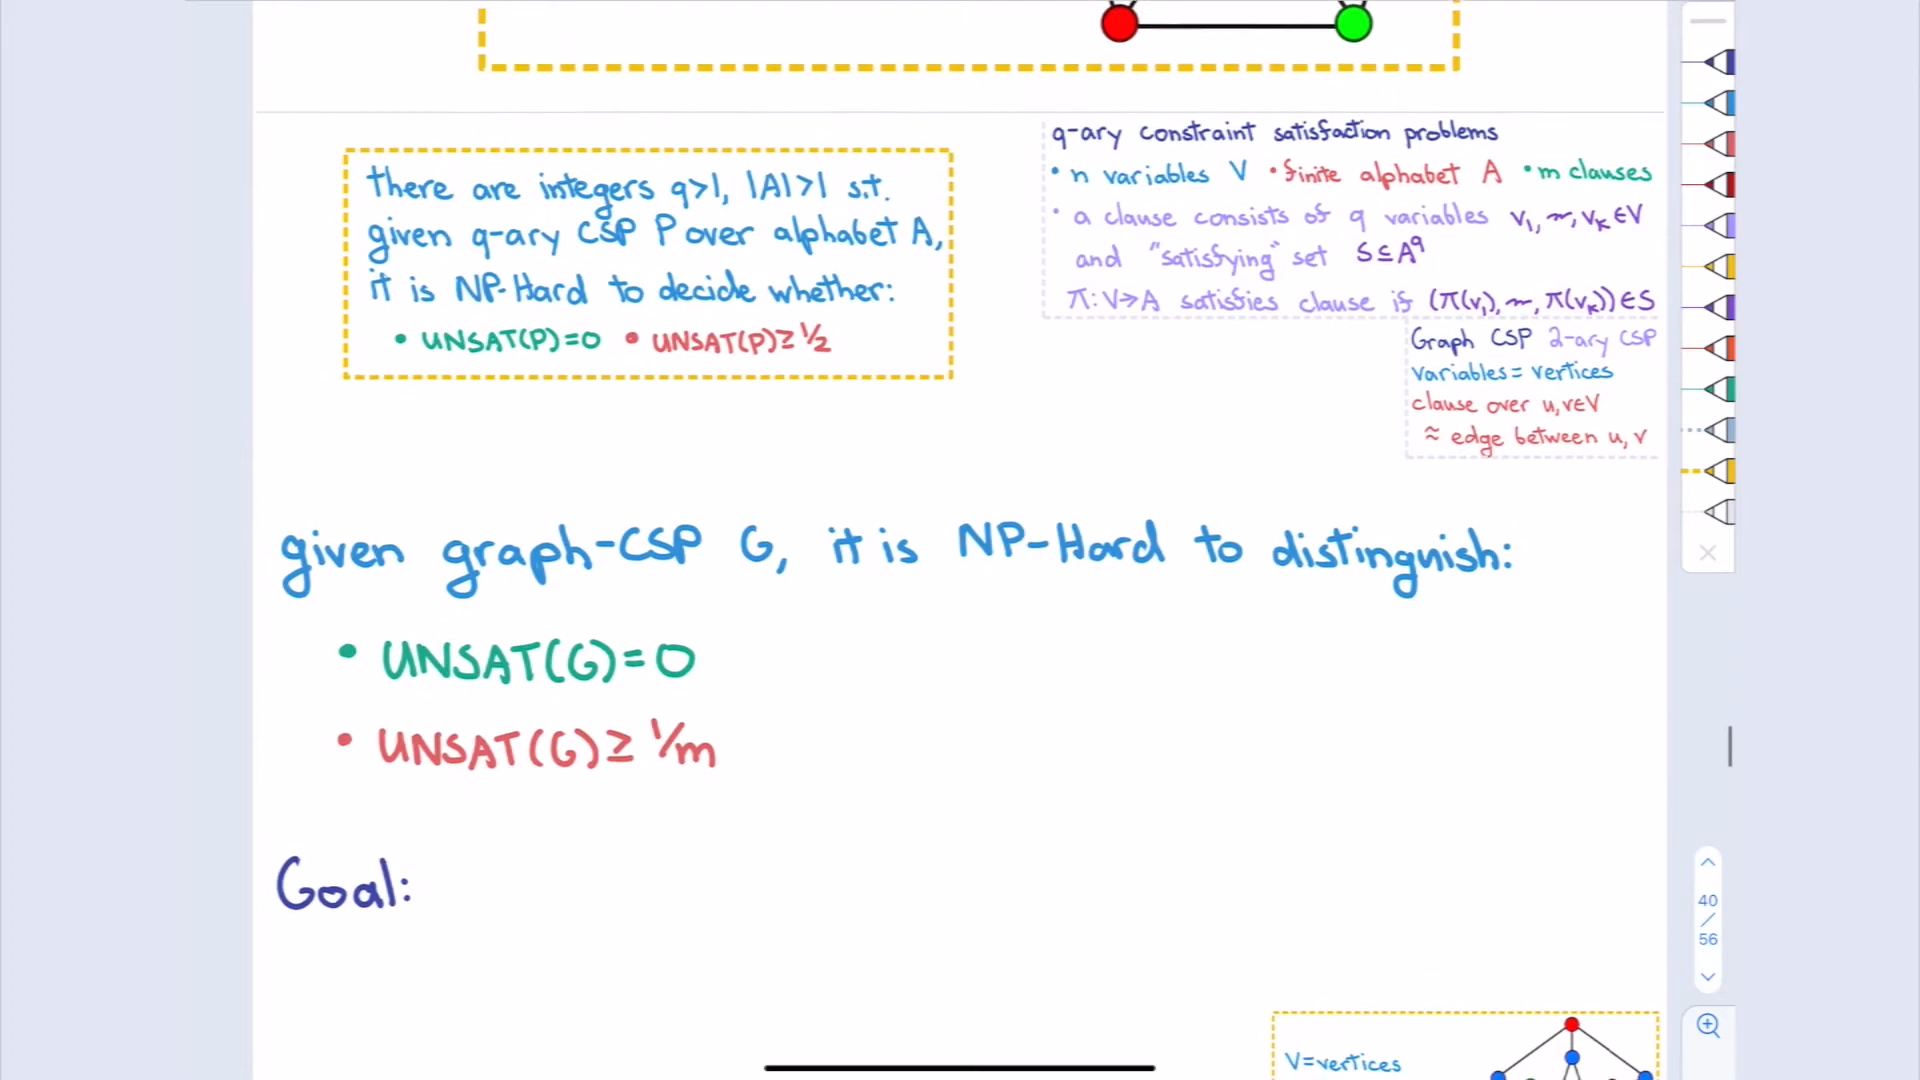 there are integers q>1, |A|>1 s.t.
given q-ary CSP P over alphabet A,
it is NP-Hard to decide whether:
• UNSAT(P)=0 • UNSAT(P)≥1/2
q-ary constraint satisfaction problems
• n variables V • finite alphabet A • m clauses
• a clause consists of q variables v₁, ~, vₖ ∈V
and "satisfying" set S⊆A^q
π: V→A satisfies clause if (π(v₁), ~, π(vₖ))∈S
Graph CSP 2-ary CSP
variables = vertices
clause over u,v∈V
≈ edge between u, v
given graph-CSP G, it is NP-Hard to distinguish:
• UNSAT(G)=0
• UNSAT(G)≥ 1/m
Goal:
40
/
56
V=vertices